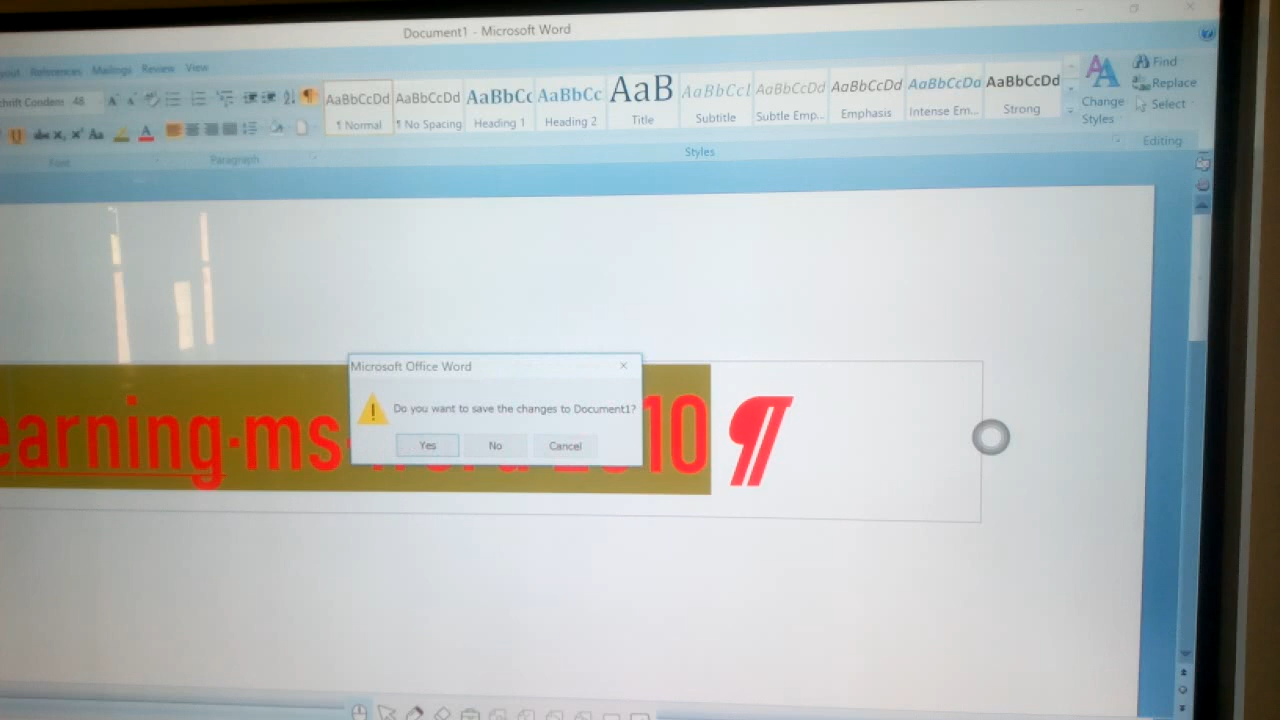 Document1 - Microsoft Word
References Mailings Review View
48
Find
Replace
Select
Change
Styles
AaBbCcDd AaBbCcDd AaBbCc AaBbCc AaB AaBbCcL AaBbCcDd AaBbCcDd AaBbCcDd AaBbCcDd
¶ Normal ¶ No Spacing Heading 1 Heading 2 Title Subtitle Subtle Emp... Emphasis Intense Em... Strong
Font Paragraph Styles Editing
Microsoft Office Word
Do you want to save the changes to Document1?
Yes No Cancel
earning·ms· 10 ¶